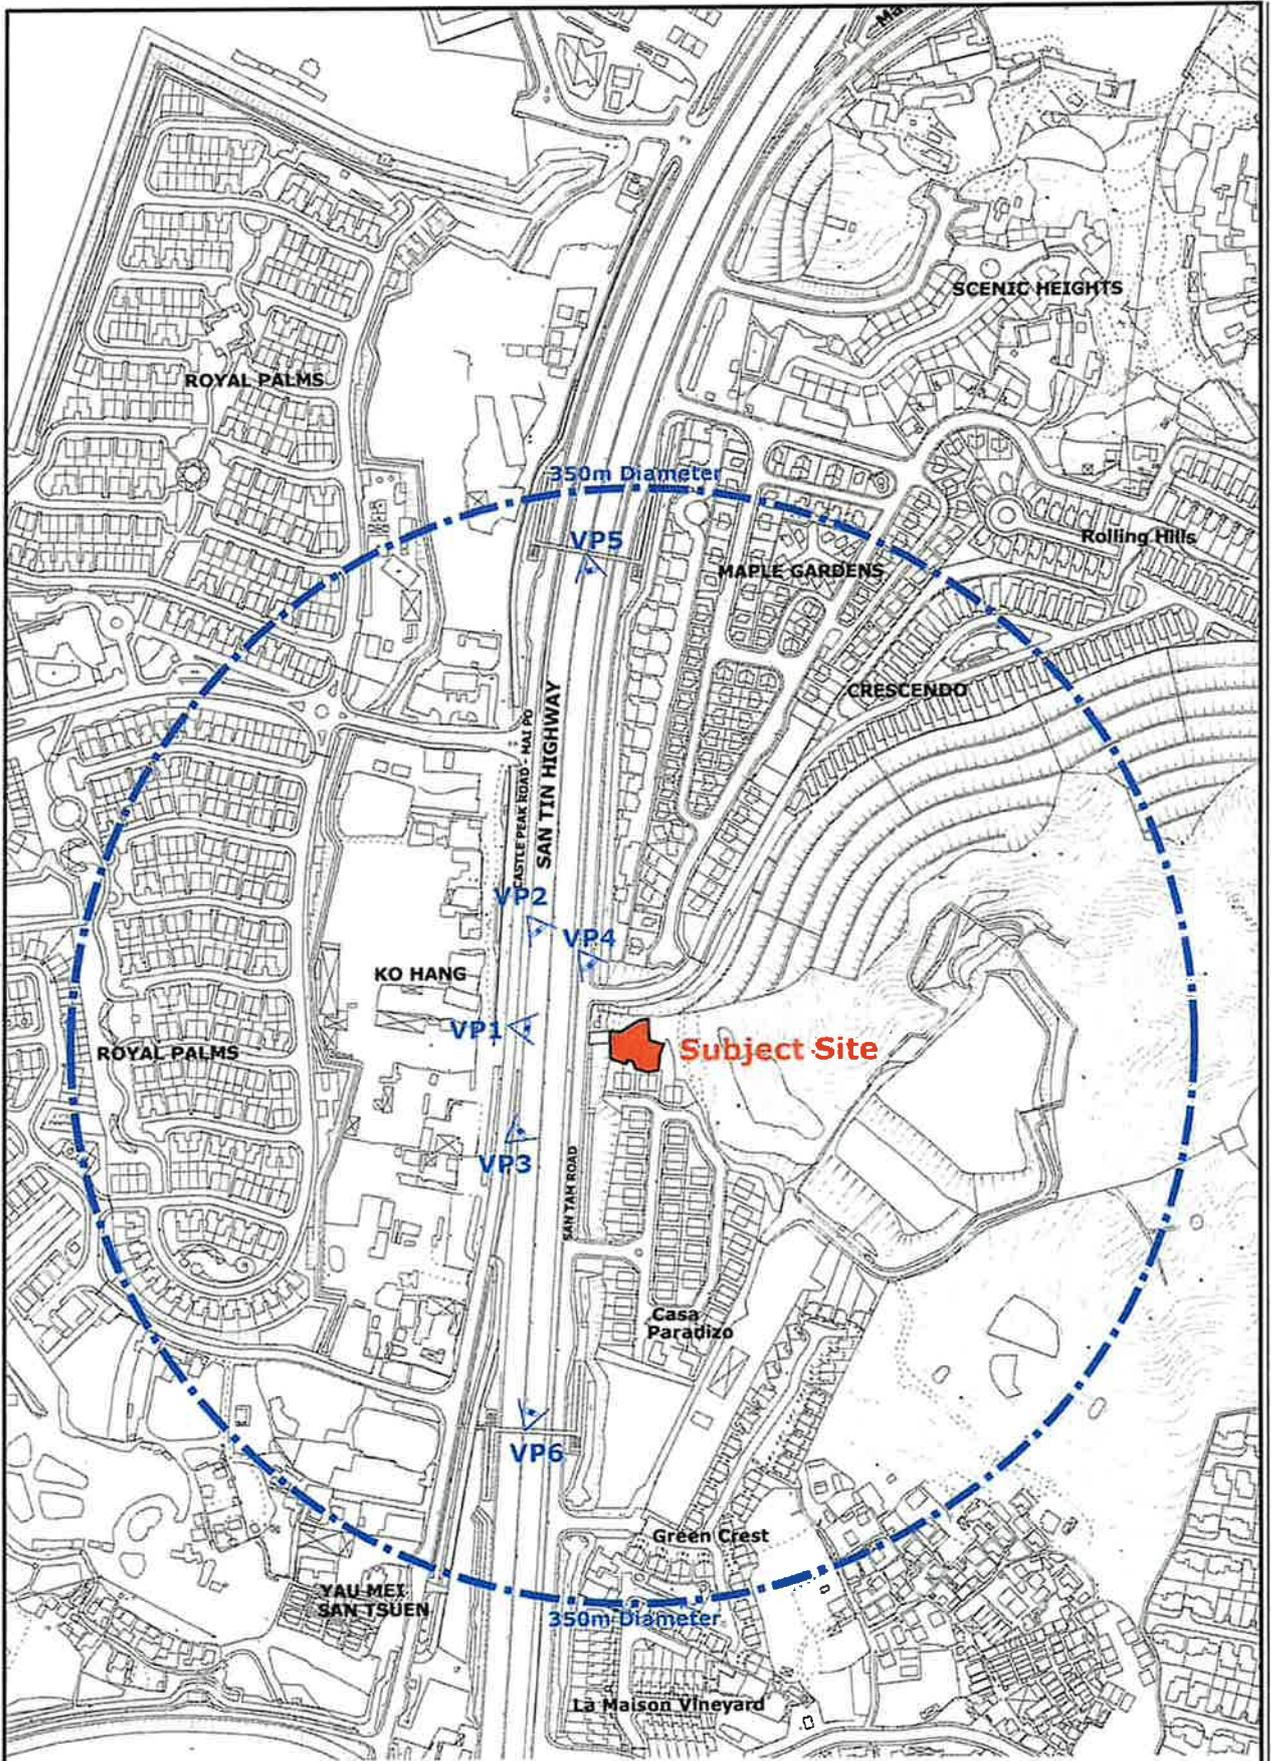 Ma
SCENIC HEIGHTS
ROYAL PALMS
350m Diameter
Rolling Hills
VP5
MAPLE GARDENS
CRESCENDO
CASTLE PEAK ROAD - MAI PO
SAN TIN HIGHWAY
VP2
VP4
KO HANG
VP1
Subject Site
ROYAL PALMS
VP3
SAN TAM ROAD
Casa
Paradizo
VP6
Green Crest
YAU MEI
SAN TSUEN
350m Diameter
La Maison Vineyard